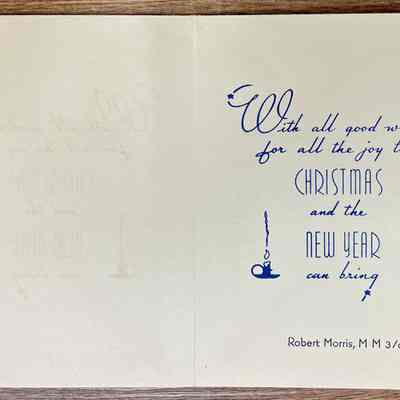 With all good w
for all the joy t
CHRISTMAS
and the
NEW YEAR
can bring
Robert Morris, M M 3/